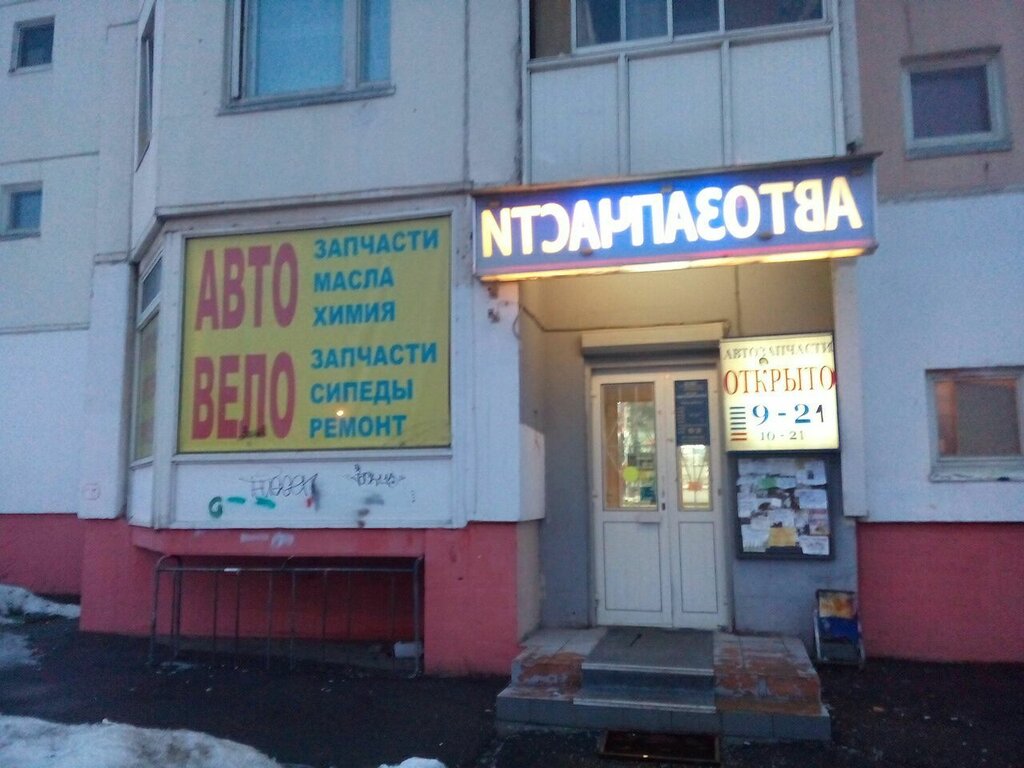 АВТО
ЗАПЧАСТИ
МАСЛА
ХИМИЯ
ВЕЛО
ЗАПЧАСТИ
СИПЕДЫ
РЕМОНТ
АВТОЗАПЧАСТИ
АВТОЗАПЧАСТИ
ОТКРЫТО
9-21
10-21